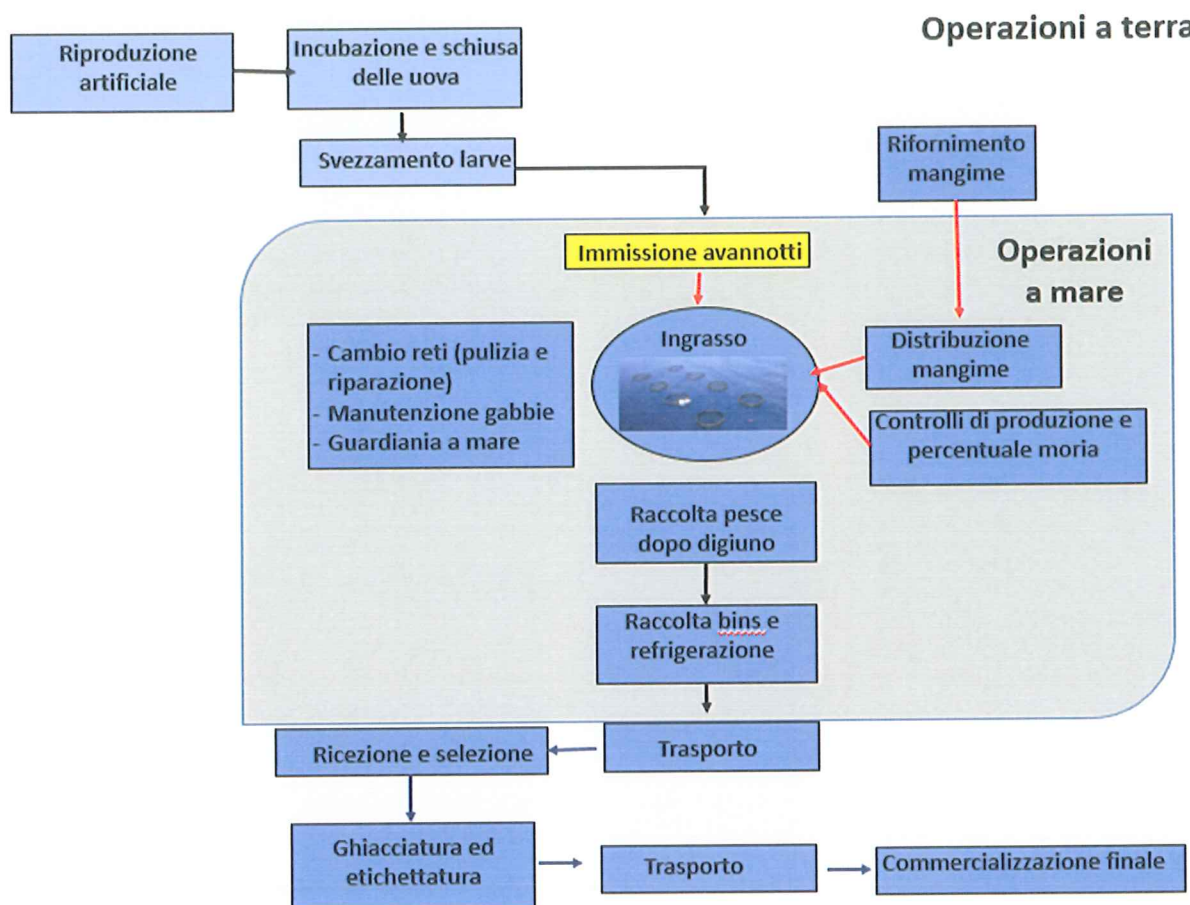 Operazioni a terra
Riproduzione
artificiale
Incubazione e schiusa
delle uova
Svezzamento larve
Rifornimento
mangime
Immissione avannotti
Operazioni
a mare
Ingrasso
- Cambio reti (pulizia e
riparazione)
- Manutenzione gabbie
- Guardiania a mare
Distribuzione
mangime
Controlli di produzione e
percentuale moria
Raccolta pesce
dopo digiuno
Raccolta bins e
refrigerazione
Ricezione e selezione
Trasporto
Ghiacciatura ed
etichettatura
Trasporto
Commercializzazione finale